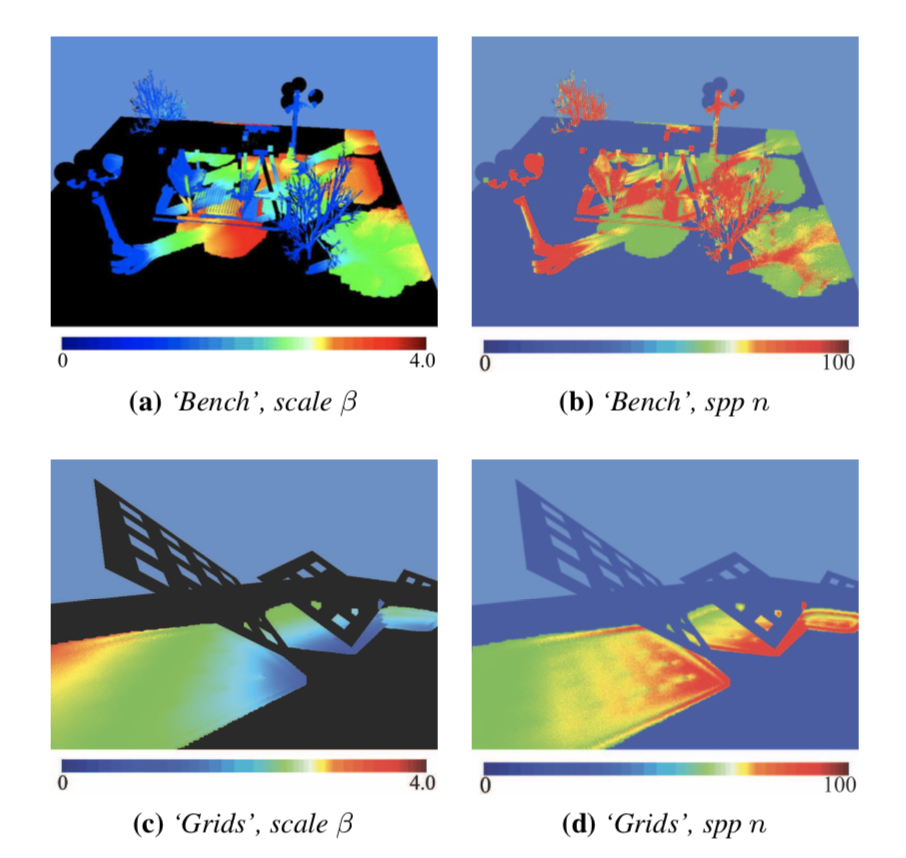 0 4.0
0 100
(a) ‘Bench’, scale β
(b) ‘Bench’, spp n
0 4.0
0 100
(c) ‘Grids’, scale β
(d) ‘Grids’, spp n